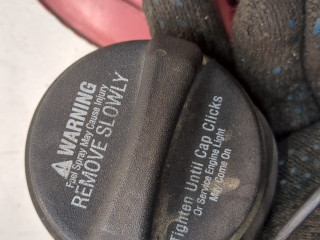 WARNING
Fuel Spray May Cause Injury
REMOVE SLOWLY
Tighten Until Cap Clicks
Or Service Engine Light
May Come On